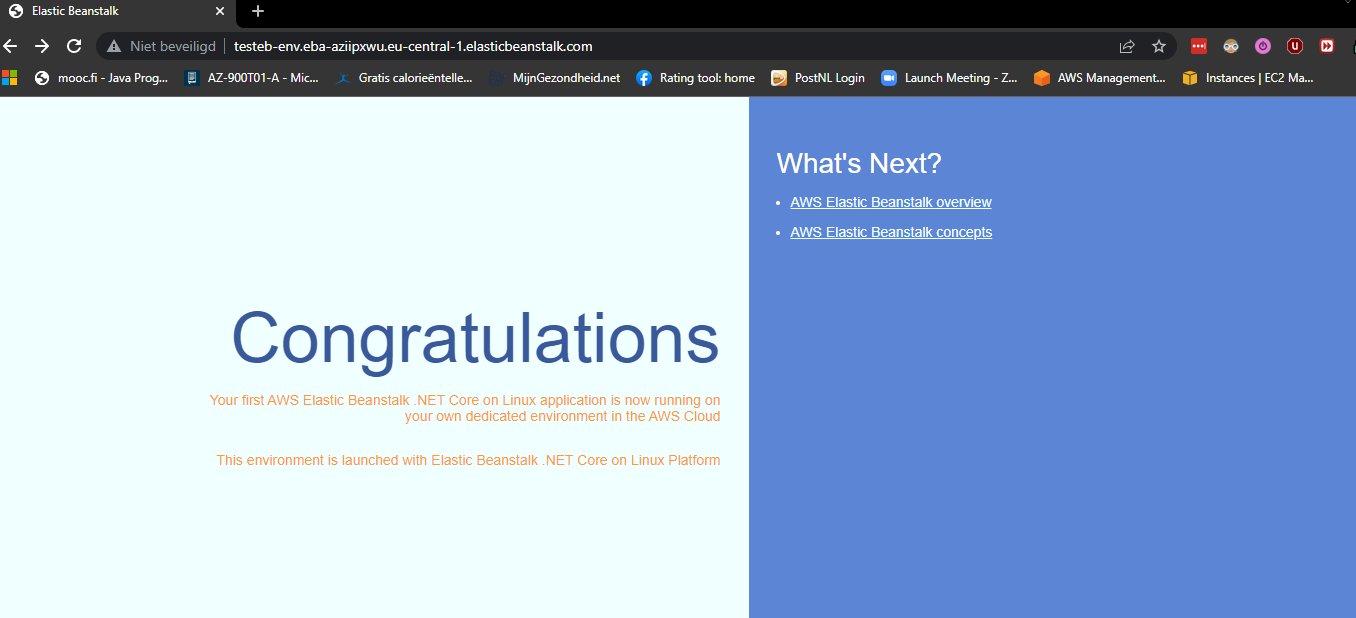 Elastic Beanstalk
Niet beveiligd testeb-env.eba-aziipxwu.eu-central-1.elasticbeanstalk.com
mooc.fi - Java Prog... AZ-900T01-A - Mic... Gratis calorieëntelle... MijnGezondheid.net Rating tool: home PostNL Login Launch Meeting - Z... AWS Management... Instances | EC2 Ma...
Congratulations
Your first AWS Elastic Beanstalk .NET Core on Linux application is now running on
your own dedicated environment in the AWS Cloud
This environment is launched with Elastic Beanstalk .NET Core on Linux Platform
What's Next?
AWS Elastic Beanstalk overview
AWS Elastic Beanstalk concepts